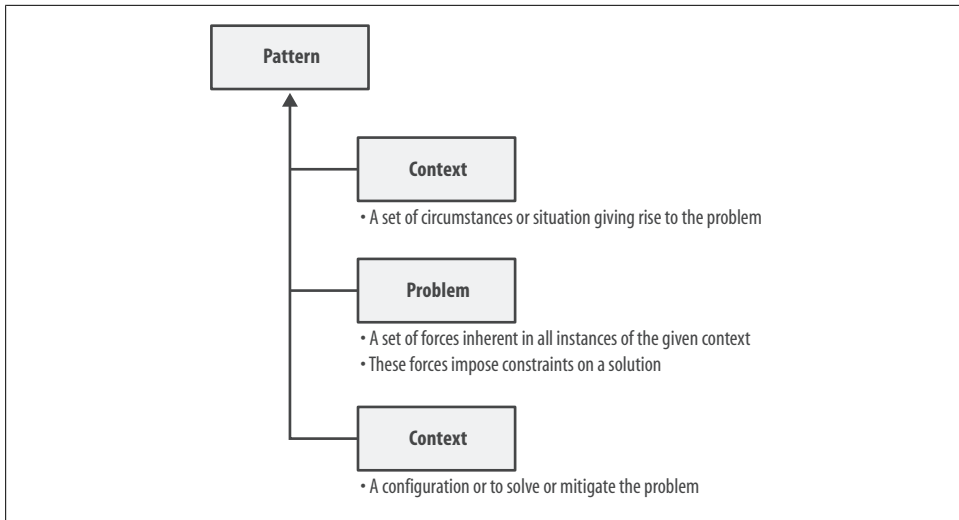 Pattern
Context
• A set of circumstances or situation giving rise to the problem
Problem
• A set of forces inherent in all instances of the given context
• These forces impose constraints on a solution
Context
• A configuration or to solve or mitigate the problem